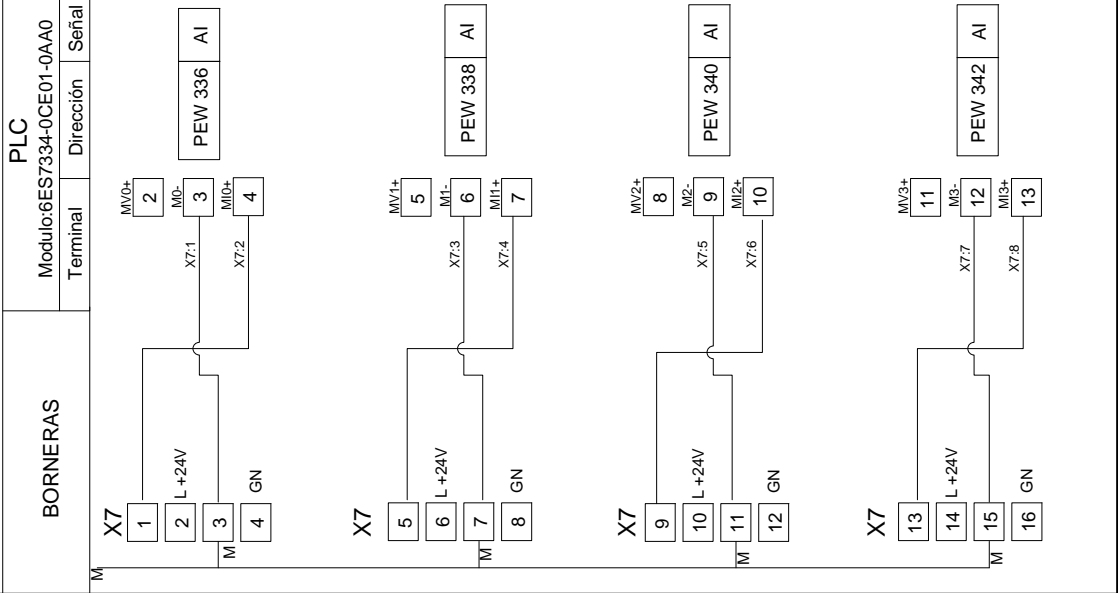 PLC
Modulo:6ES7334-0CE01-0AA0
BORNERAS
Terminal
Dirección
Señal
M
X7
1
2
L +24V
3
M
4
GN
X7:1
X7:2
MV0+
2
M0-
3
MI0+
4
PEW 336
AI
X7
5
6
L +24V
7
M
8
GN
X7:3
X7:4
MV1+
5
M1-
6
MI1+
7
PEW 338
AI
X7
9
10
L +24V
11
M
12
GN
X7:5
X7:6
MV2+
8
M2-
9
MI2+
10
PEW 340
AI
X7
13
14
L +24V
15
M
16
GN
X7:7
X7:8
MV3+
11
M3-
12
MI3+
13
PEW 342
AI